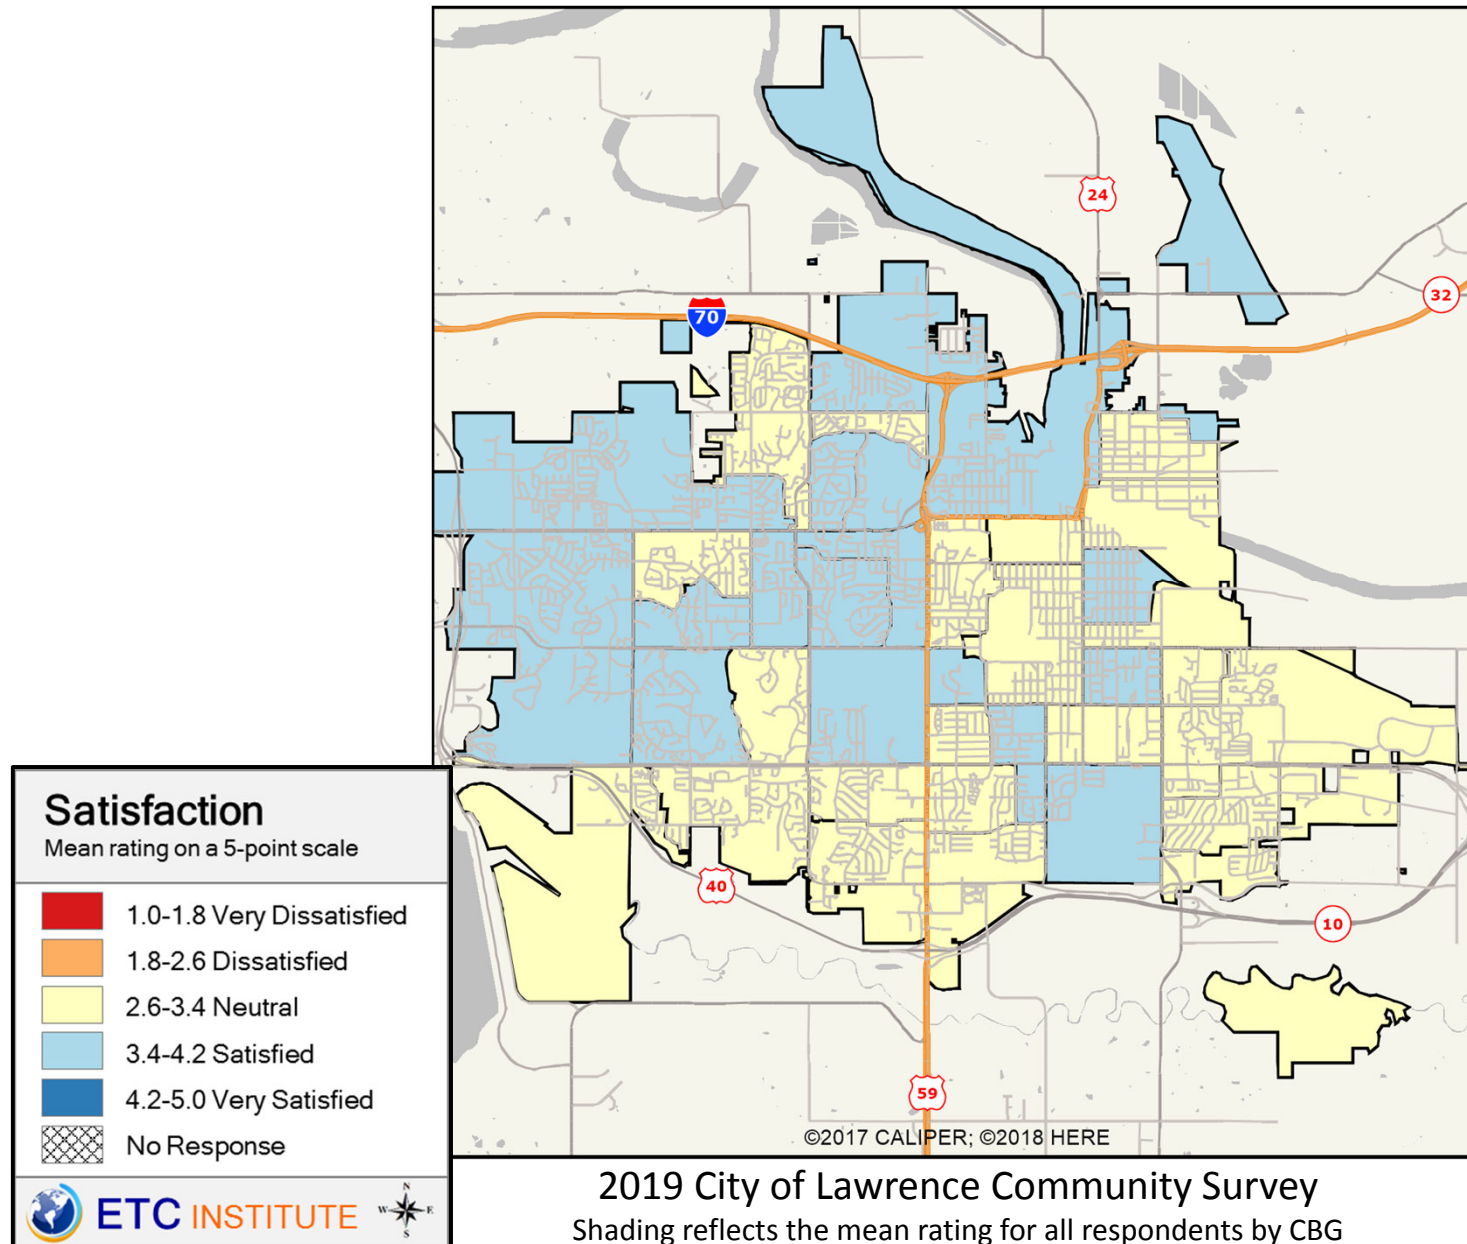 24
32
70
40
10
59
©2017 CALIPER; ©2018 HERE
Satisfaction
Mean rating on a 5-point scale
1.0-1.8 Very Dissatisfied
1.8-2.6 Dissatisfied
2.6-3.4 Neutral
3.4-4.2 Satisfied
4.2-5.0 Very Satisfied
No Response
ETC INSTITUTE
N
W
E
S
2019 City of Lawrence Community Survey
Shading reflects the mean rating for all respondents by CBG